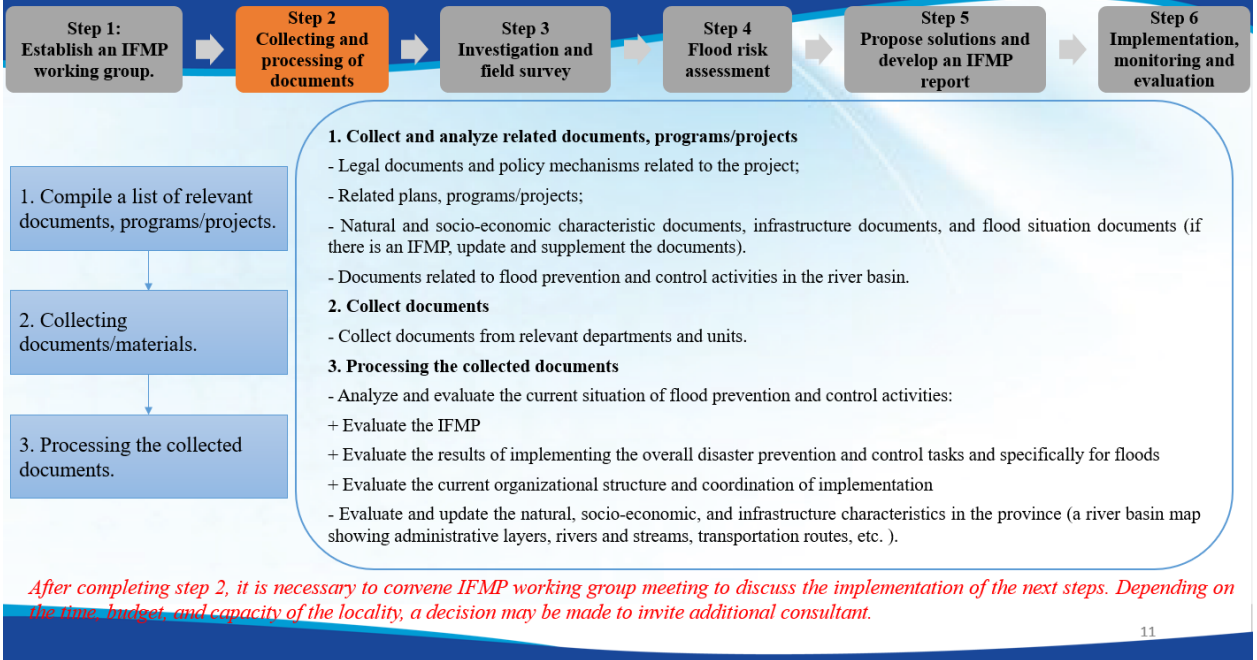 Step 1:
Establish an IFMP
working group.
Step 2
Collecting and
processing of
documents
Step 3
Investigation and
field survey
Step 4
Flood risk
assessment
Step 5
Propose solutions and
develop an IFMP
report
Step 6
Implementation,
monitoring and
evaluation
1. Compile a list of relevant
documents, programs/projects.
2. Collecting
documents/materials.
3. Processing the collected
documents.
1. Collect and analyze related documents, programs/projects
- Legal documents and policy mechanisms related to the project;
- Related plans, programs/projects;
- Natural and socio-economic characteristic documents, infrastructure documents, and flood situation documents (if
there is an IFMP, update and supplement the documents).
- Documents related to flood prevention and control activities in the river basin.
2. Collect documents
- Collect documents from relevant departments and units.
3. Processing the collected documents
- Analyze and evaluate the current situation of flood prevention and control activities:
+ Evaluate the IFMP
+ Evaluate the results of implementing the overall disaster prevention and control tasks and specifically for floods
+ Evaluate the current organizational structure and coordination of implementation
- Evaluate and update the natural, socio-economic, and infrastructure characteristics in the province (a river basin map
showing administrative layers, rivers and streams, transportation routes, etc. ).
After completing step 2, it is necessary to convene IFMP working group meeting to discuss the implementation of the next steps. Depending on
the time, budget, and capacity of the locality, a decision may be made to invite additional consultant.
11